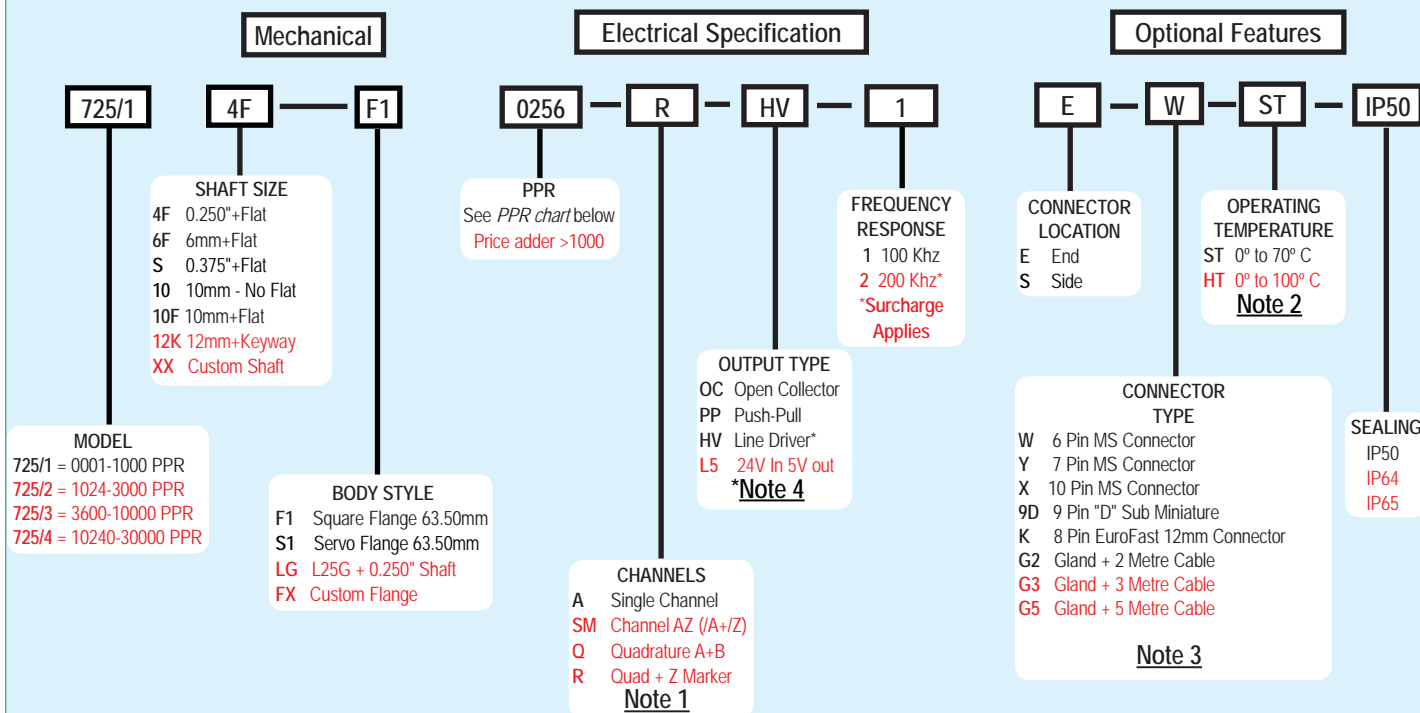 Mechanical
Electrical Specification
Optional Features
725/1
4F
F1
0256
R
HV
1
E
W
ST
IP50
SHAFT SIZE
4F 0.250"+Flat
6F 6mm+Flat
S 0.375"+Flat
10 10mm - No Flat
10F 10mm+Flat
12K 12mm+Keyway
XX Custom Shaft
PPR
See PPR chart below
Price adder >1000
FREQUENCY
RESPONSE
1 100 Khz
2 200 Khz*
*Surcharge
Applies
CONNECTOR
LOCATION
E End
S Side
OPERATING
TEMPERATURE
ST 0º to 70º C
HT 0º to 100º C
Note 2
OUTPUT TYPE
OC Open Collector
PP Push-Pull
HV Line Driver*
L5 24V In 5V out
*Note 4
MODEL
725/1 = 0001-1000 PPR
725/2 = 1024-3000 PPR
725/3 = 3600-10000 PPR
725/4 = 10240-30000 PPR
BODY STYLE
F1 Square Flange 63.50mm
S1 Servo Flange 63.50mm
LG L25G + 0.250" Shaft
FX Custom Flange
CHANNELS
A Single Channel
SM Channel AZ (/A+/Z)
Q Quadrature A+B
R Quad + Z Marker
Note 1
CONNECTOR
TYPE
W 6 Pin MS Connector
Y 7 Pin MS Connector
X 10 Pin MS Connector
9D 9 Pin "D" Sub Miniature
K 8 Pin EuroFast 12mm Connector
G2 Gland + 2 Metre Cable
G3 Gland + 3 Metre Cable
G5 Gland + 5 Metre Cable
Note 3
SEALING
IP50
IP64
IP65